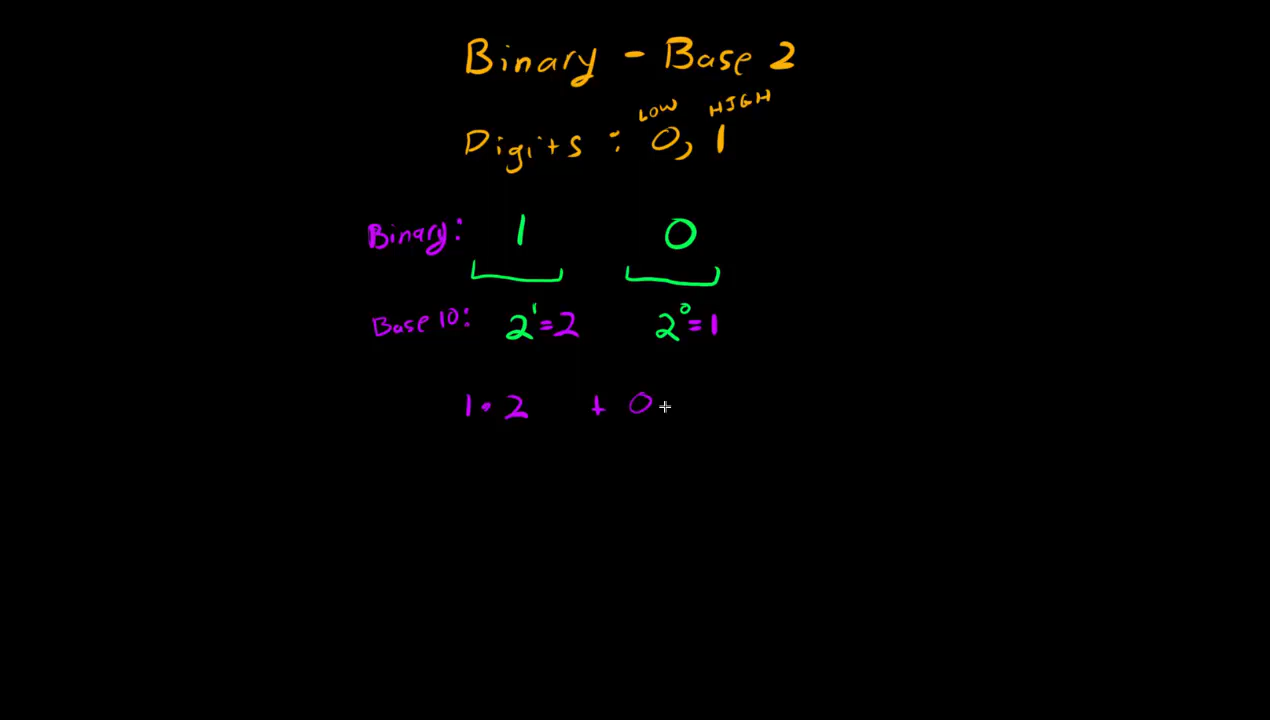 Binary - Base 2
LOW HIGH
Digits : 0, 1
Binary: 1 0
Base 10: 2¹=2 2⁰=1
1 · 2 + 0